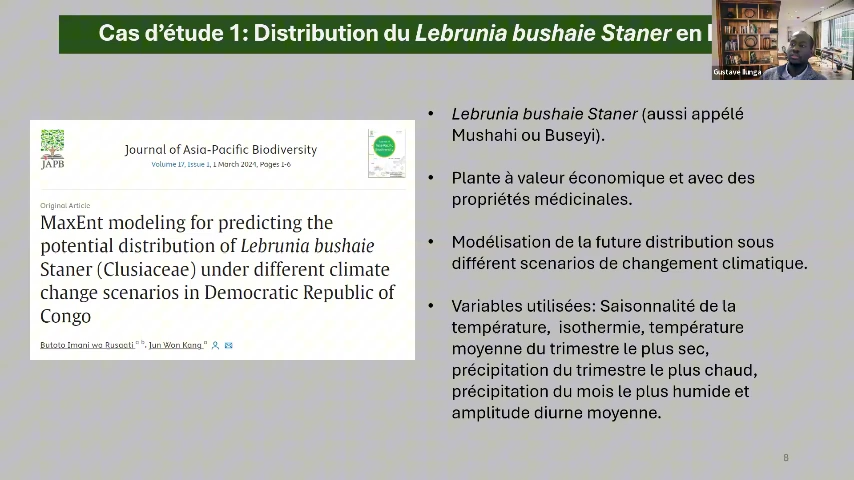 Cas d'étude 1: Distribution du Lebrunia bushaie Staner en
Gustave Ilunga
JAPB
Journal of Asia-Pacific Biodiversity
Volume 17, Issue 1, 1 March 2024, Pages 1-6
Original Article
MaxEnt modeling for predicting the
potential distribution of Lebrunia bushaie
Staner (Clusiaceae) under different climate
change scenarios in Democratic Republic of
Congo
Butoto Imani wa Rusaati a b, Jun Won Kang b
• Lebrunia bushaie Staner (aussi appélé
Mushahi ou Buseyi).
• Plante à valeur économique et avec des
propriétés médicinales.
• Modélisation de la future distribution sous
différent scenarios de changement climatique.
• Variables utilisées: Saisonnalité de la
température, isothermie, température
moyenne du trimestre le plus sec,
précipitation du trimestre le plus chaud,
précipitation du mois le plus humide et
amplitude diurne moyenne.
8